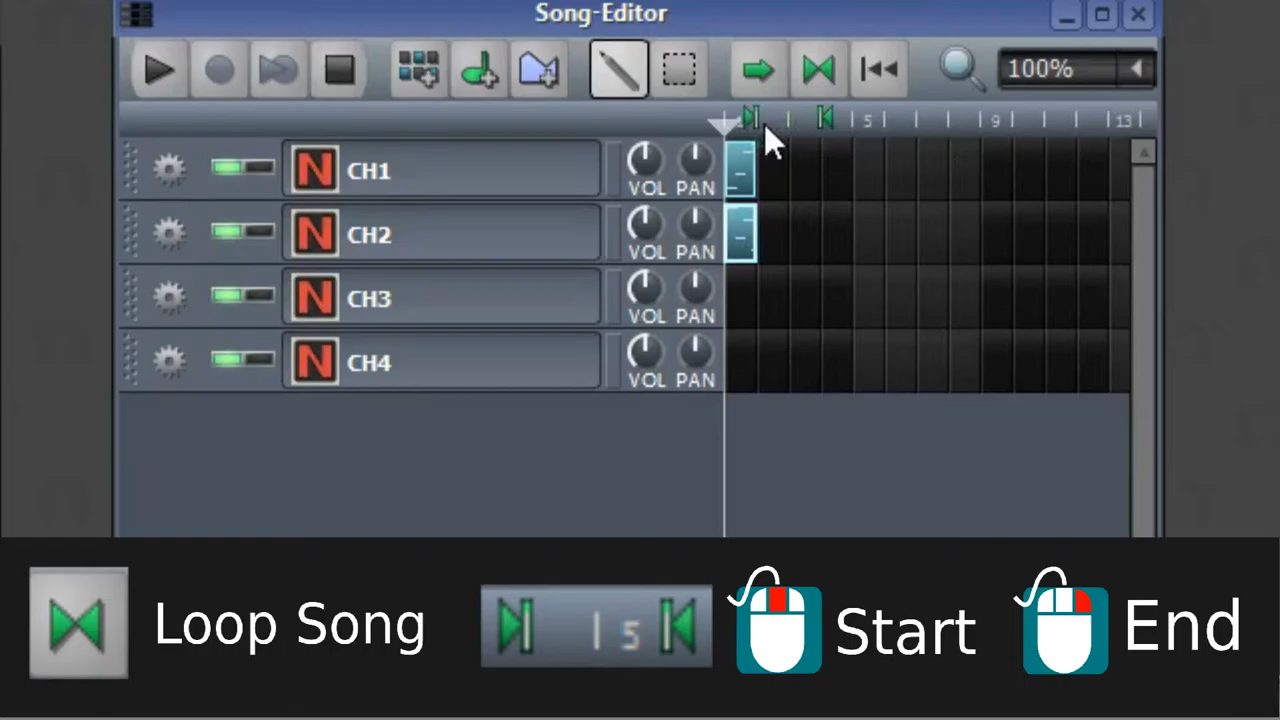 Song-Editor
100%
5 9 13
N CH1 VOL PAN
N CH2 VOL PAN
N CH3 VOL PAN
N CH4 VOL PAN
Loop Song 5 Start End